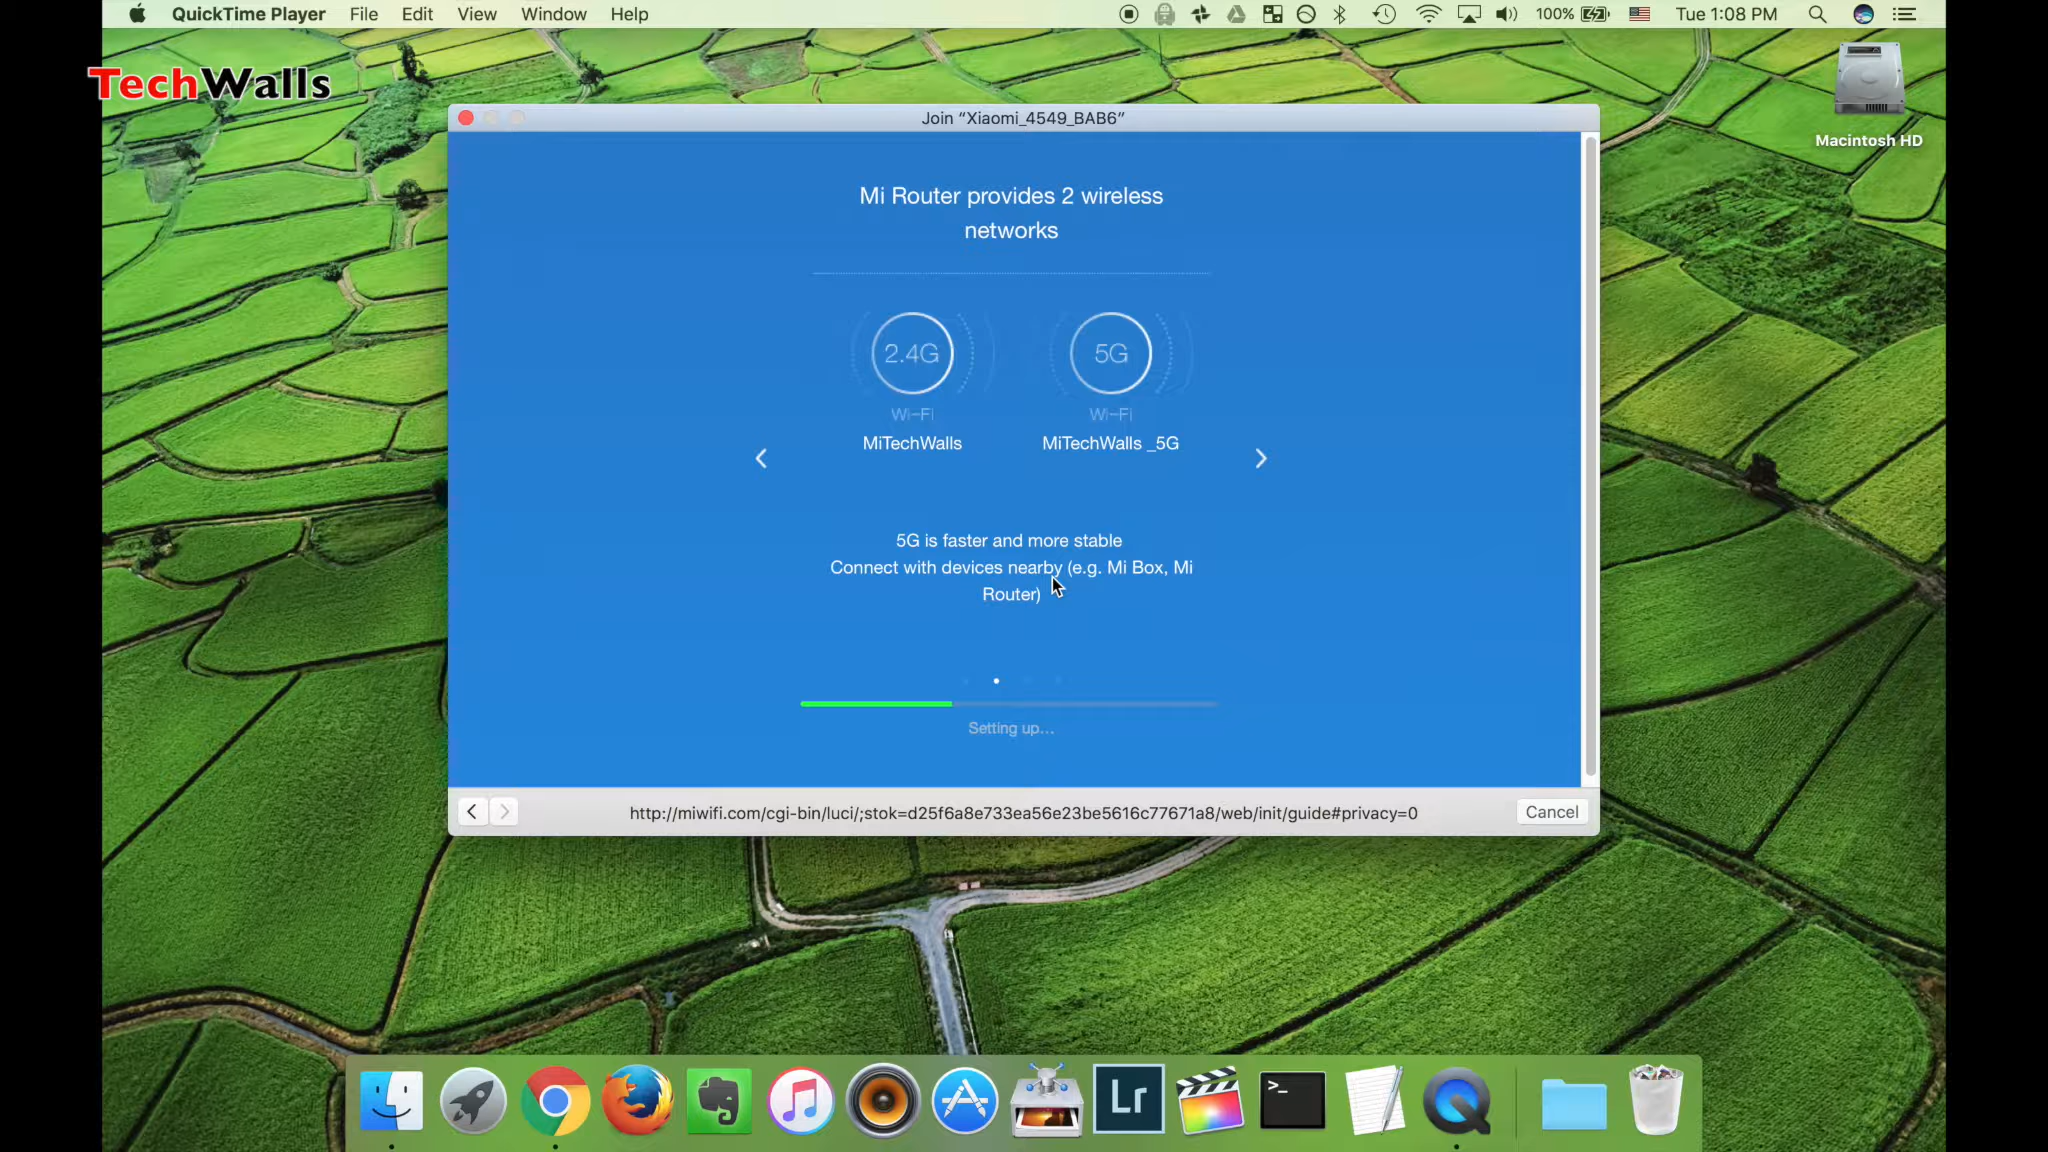 QuickTime Player File Edit View Window Help 100% Tue 1:08 PM
TechWalls
Macintosh HD
Join “Xiaomi_4549_BAB6”
Mi Router provides 2 wireless
networks
2.4G 5G
Wi-Fi Wi-Fi
MiTechWalls MiTechWalls _5G
5G is faster and more stable
Connect with devices nearby (e.g. Mi Box, Mi
Router)
Setting up...
http://miwifi.com/cgi-bin/luci/;stok=d25f6a8e733ea56e23be5616c77671a8/web/init/guide#privacy=0
Cancel
Lr
>_